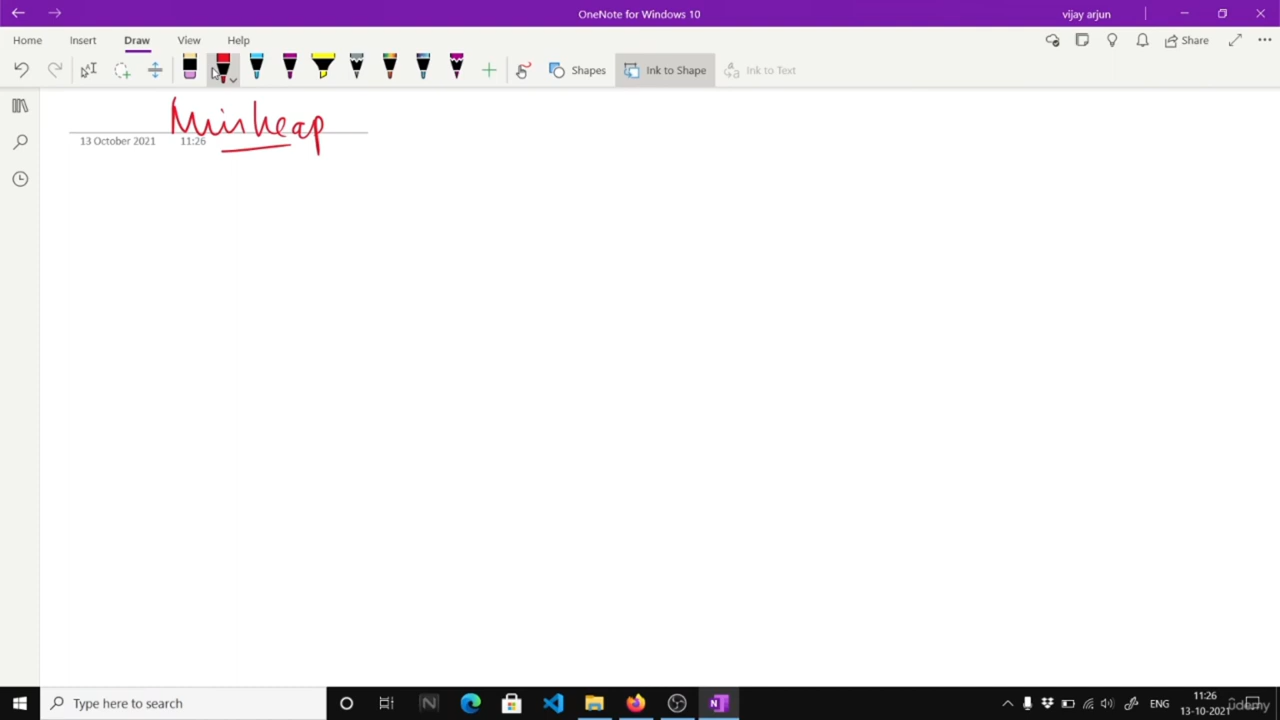 OneNote for Windows 10
vijay arjun
Home Insert Draw View Help
Share
Shapes
Ink to Shape
Ink to Text
Minheap
13 October 2021 11:26
Type here to search
ENG
11:26
13-10-2021
ûdemy